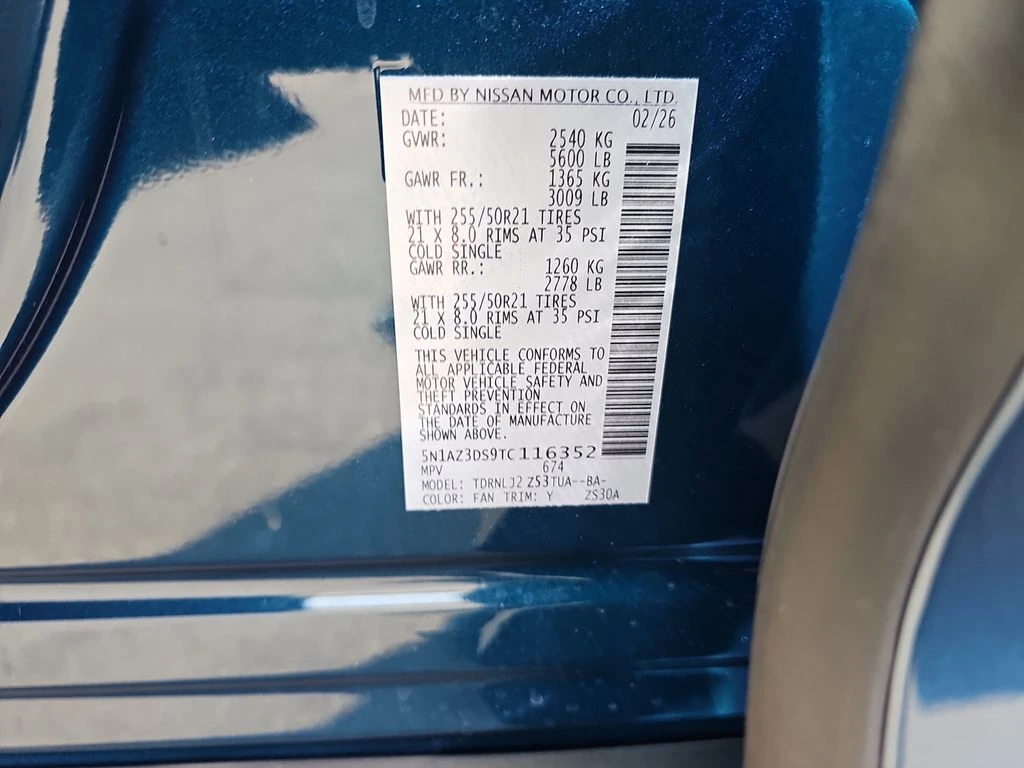 MFD BY NISSAN MOTOR CO., LTD.
DATE: 02/26
GVWR: 2540 KG
5600 LB
GAWR FR.: 1365 KG
3009 LB
WITH 255/50R21 TIRES
21 X 8.0 RIMS AT 35 PSI
COLD SINGLE
GAWR RR.: 1260 KG
2778 LB
WITH 255/50R21 TIRES
21 X 8.0 RIMS AT 35 PSI
COLD SINGLE
THIS VEHICLE CONFORMS TO
ALL APPLICABLE FEDERAL
MOTOR VEHICLE SAFETY AND
THEFT PREVENTION
STANDARDS IN EFFECT ON
THE DATE OF MANUFACTURE
SHOWN ABOVE.
5N1AZ3DS9TC116352
MPV 674
MODEL: TDRNLJ2 Z53TUA--BA-
COLOR: FAN TRIM: Y ZS30A